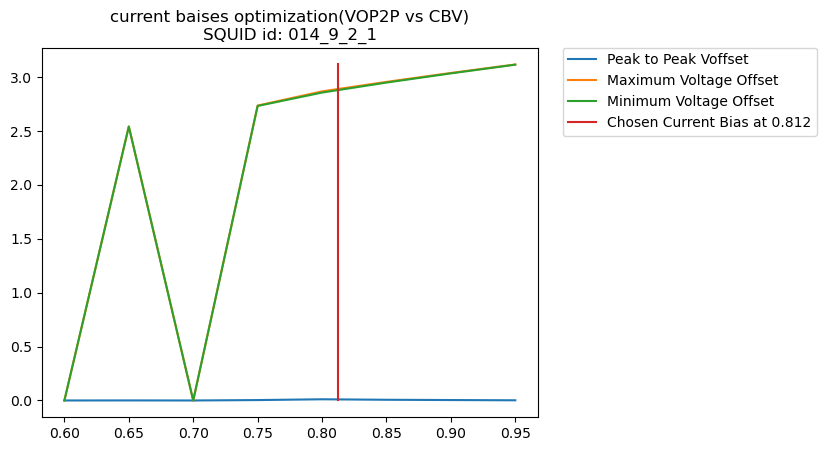 current baises optimization(VOP2P vs CBV)
SQUID id: 014_9_2_1
Peak to Peak Voffset
Maximum Voltage Offset
Minimum Voltage Offset
Chosen Current Bias at 0.812
3.0
2.5
2.0
1.5
1.0
0.5
0.0
0.60 0.65 0.70 0.75 0.80 0.85 0.90 0.95